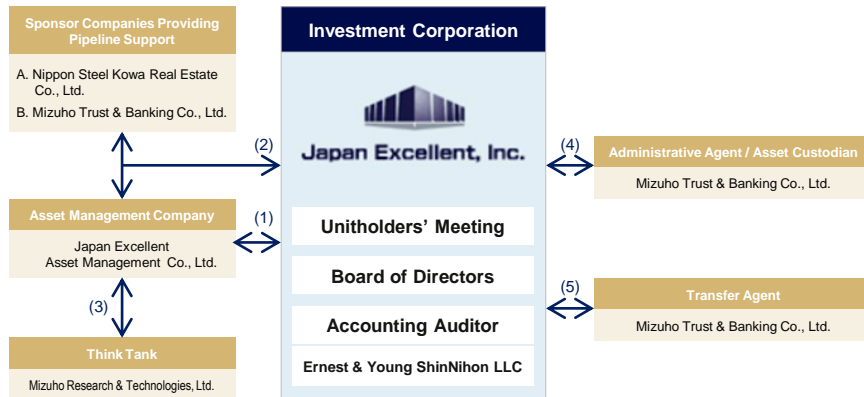 Sponsor Companies Providing
Pipeline Support
A. Nippon Steel Kowa Real Estate
Co., Ltd.
B. Mizuho Trust & Banking Co., Ltd.
(2)
Asset Management Company
Japan Excellent
Asset Management Co., Ltd.
(1)
(3)
Think Tank
Mizuho Research & Technologies, Ltd.
Investment Corporation
Japan Excellent, Inc.
Unitholders' Meeting
Board of Directors
Accounting Auditor
Ernest & Young ShinNihon LLC
(4)
Administrative Agent / Asset Custodian
Mizuho Trust & Banking Co., Ltd.
(5)
Transfer Agent
Mizuho Trust & Banking Co., Ltd.